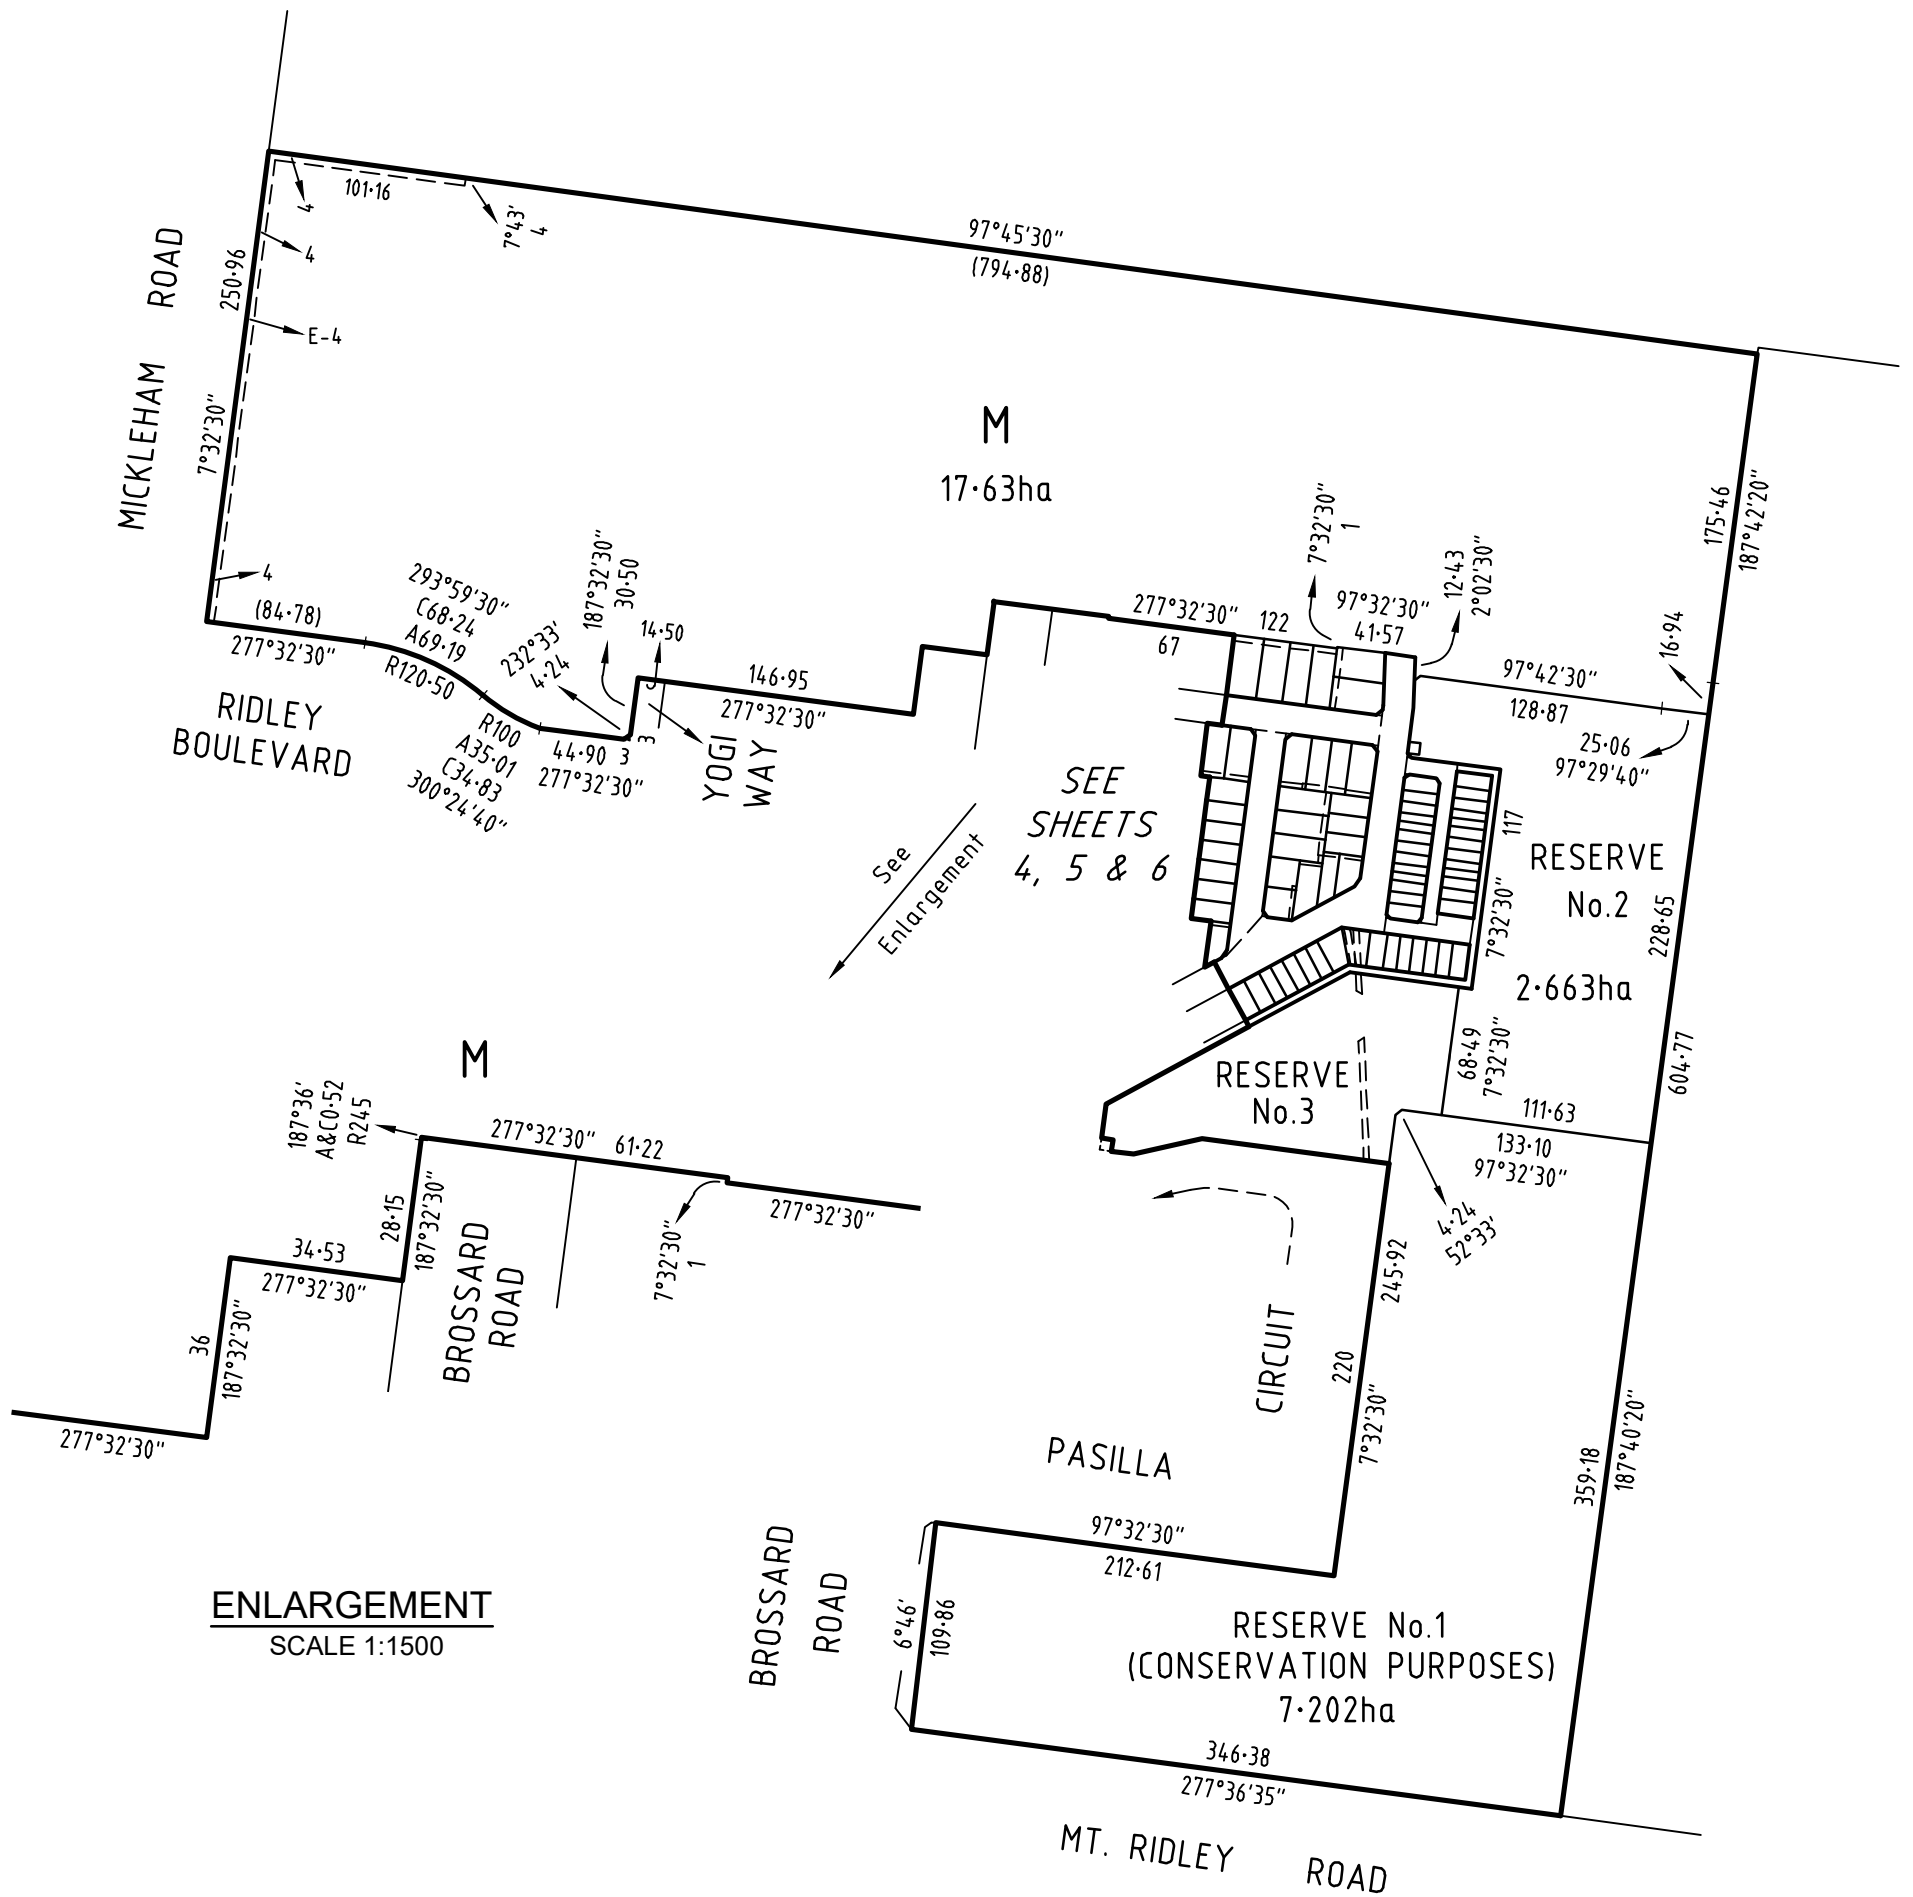 97°45'30"
(794·88)
101·16
4
7°43'
4
4
E-4
4
MICKLEHAM ROAD
250·96
7°32'30"
M
17·63ha
(84·78)
277°32'30"
RIDLEY
BOULEVARD
293°59'30"
C68·24
A69·19
R120·50
R100
A35·01
C34·83
300°24'40"
232°33'
4·24
187°32'30"
30·50
14·50
44·90
277°32'30"
3
3
YOGI
WAY
146·95
277°32'30"
277°32'30"
67
122
7°32'30"
1
97°32'30"
41·57
12·43
2°02'30"
97°42'30"
128·87
16·94
175·46
187°42'20"
25·06
97°29'40"
SEE
SHEETS
4, 5 & 6
See
Enlargement
117
7°32'30"
RESERVE
No.2
2·663ha
228·65
604·77
68·49
7°32'30"
RESERVE
No.3
111·63
133·10
97°32'30"
4·24
52°33'
M
187°36'
A&C0·52
R245
277°32'30" 61·22
28·15
187°32'30"
34·53
277°32'30"
36
187°32'30"
277°32'30"
BROSSARD
ROAD
7°32'30"
1
277°32'30"
245·92
220
7°32'30"
CIRCUIT
PASILLA
359·18
187°40'20"
97°32'30"
212·61
BROSSARD
ROAD
6°46'
109·86
ENLARGEMENT
SCALE 1:1500
RESERVE No.1
(CONSERVATION PURPOSES)
7·202ha
346·38
277°36'35"
MT. RIDLEY ROAD